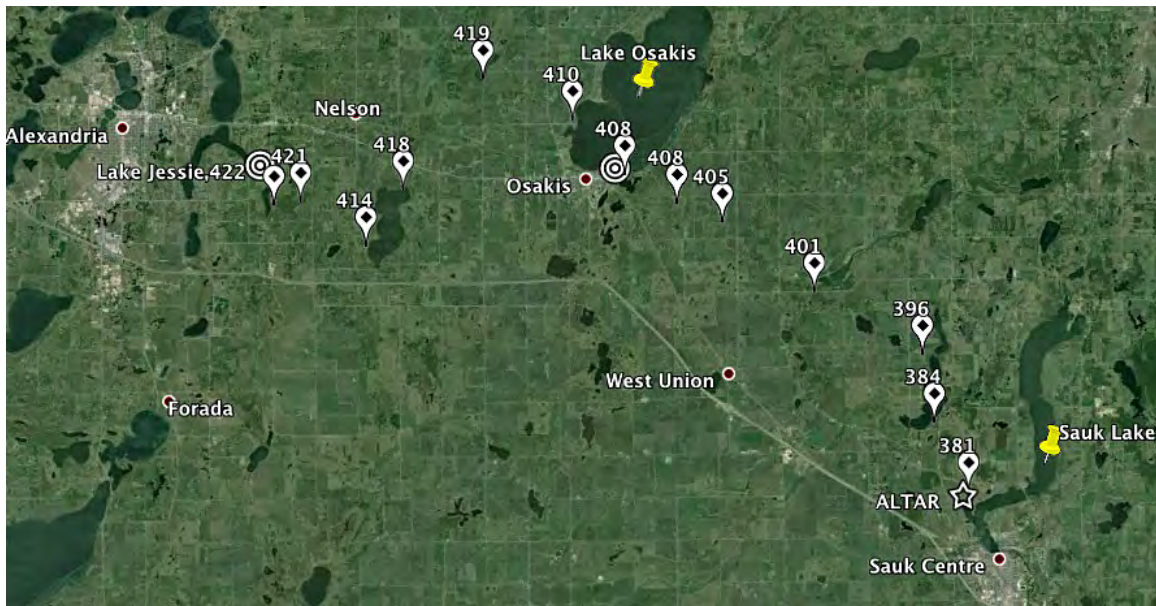 419
Lake Osakis
410
Nelson
Alexandria
408
418
421
Lake Jessie,422
408
Osakis
405
414
401
396
West Union
384
Forada
Sauk Lake
381
ALTAR
Sauk Centre